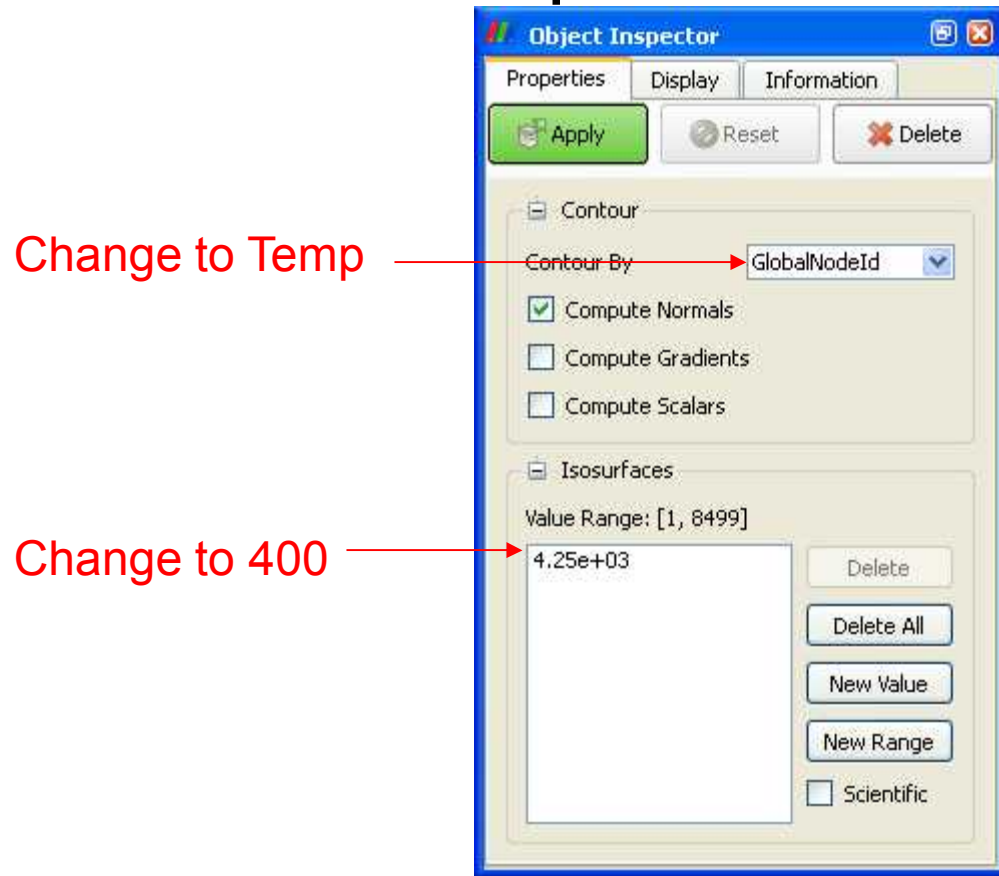 Object Inspector
Properties Display Information
Apply Reset Delete
Contour
Change to Temp
Contour By GlobalNodeId
Compute Normals
Compute Gradients
Compute Scalars
Isosurfaces
Value Range: [1, 8499]
Change to 400
4.25e+03
Delete
Delete All
New Value
New Range
Scientific